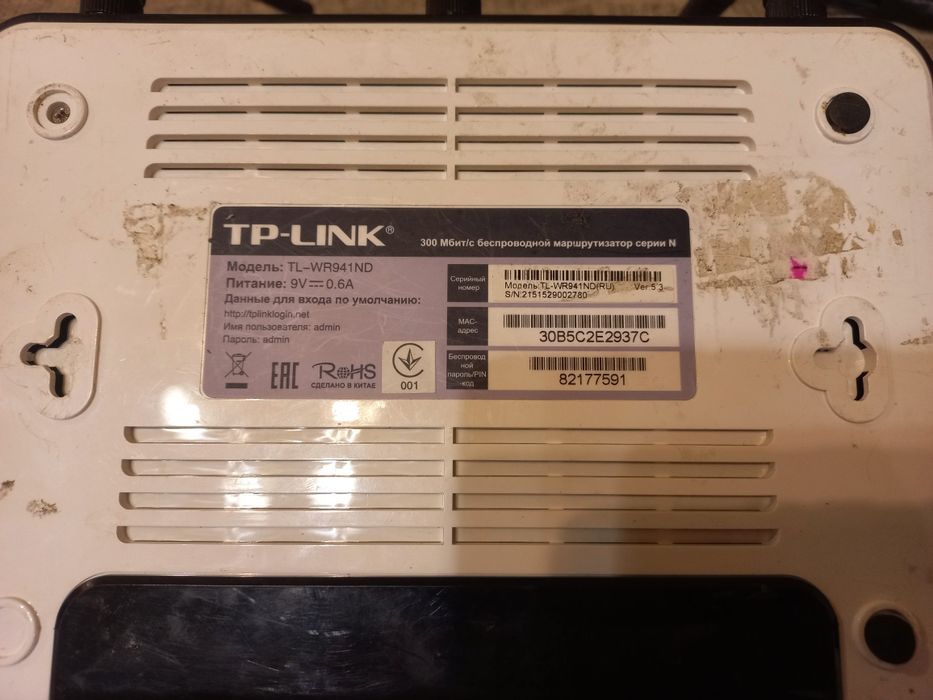 TP-LINK®
300 Мбит/с беспроводной маршрутизатор серии N
Модель: TL-WR941ND
Питание: 9V⎓0.6A
Данные для входа по умолчанию:
http://tplinklogin.net
Имя пользователя: admin
Пароль: admin
EAC
RoHS
СДЕЛАНО В КИТАЕ
001
Серийный
номер
Модель:TL-WR941ND(RU) Ver 5.3
S/N:2151529002780
MAC-
адрес
30B5C2E2937C
Беспровод
ной
пароль/PIN
-код
82177591